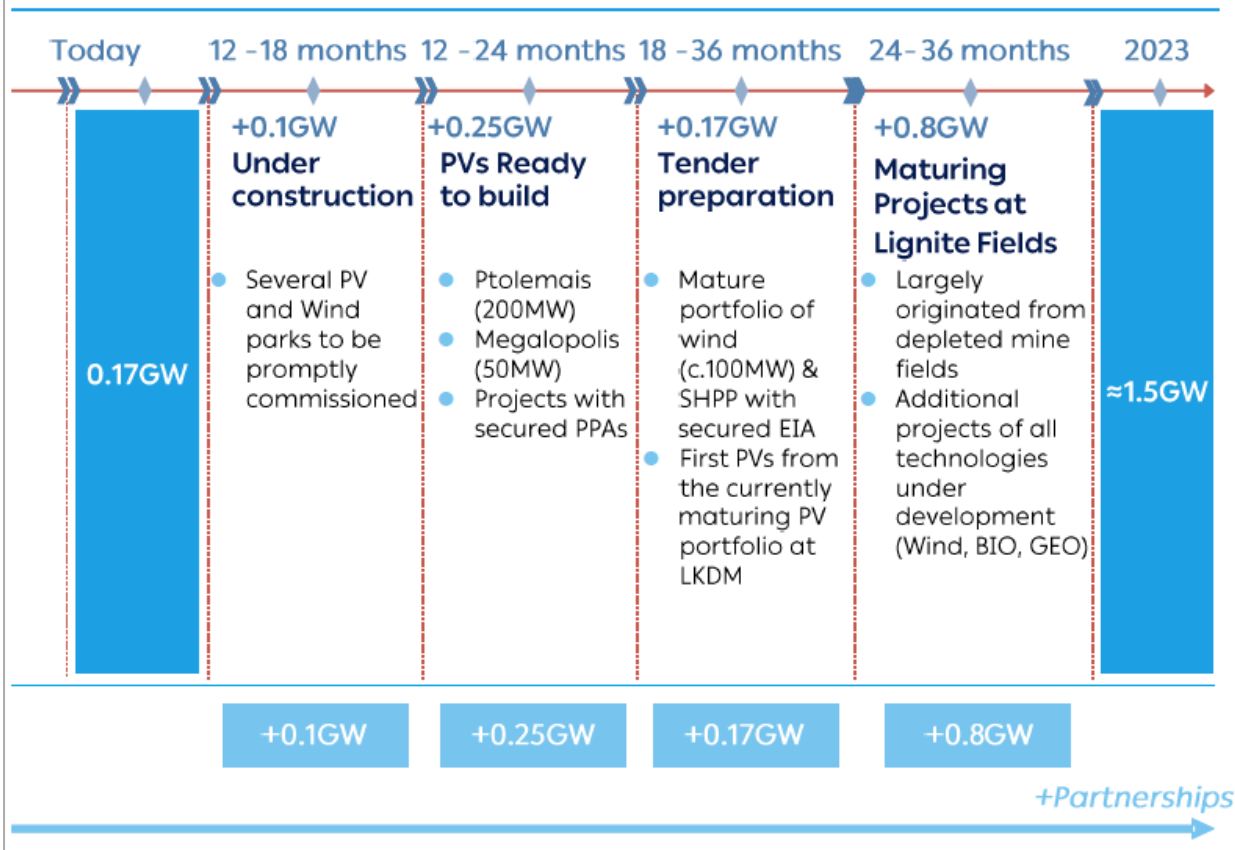 Today
12 -18 months
12 -24 months
18 -36 months
24-36 months
2023
0.17GW
+0.1GW
Under
construction
Several PV
and Wind
parks to be
promptly
commissioned
+0.25GW
PVs Ready
to build
Ptolemais
(200MW)
Megalopolis
(50MW)
Projects with
secured PPAs
+0.17GW
Tender
preparation
Mature
portfolio of
wind
(c.100MW) &
SHPP with
secured EIA
First PVs from
the currently
maturing PV
portfolio at
LKDM
+0.8GW
Maturing
Projects at
Lignite Fields
Largely
originated from
depleted mine
fields
Additional
projects of all
technologies
under
development
(Wind, BIO, GEO)
≈1.5GW
+0.1GW
+0.25GW
+0.17GW
+0.8GW
+Partnerships